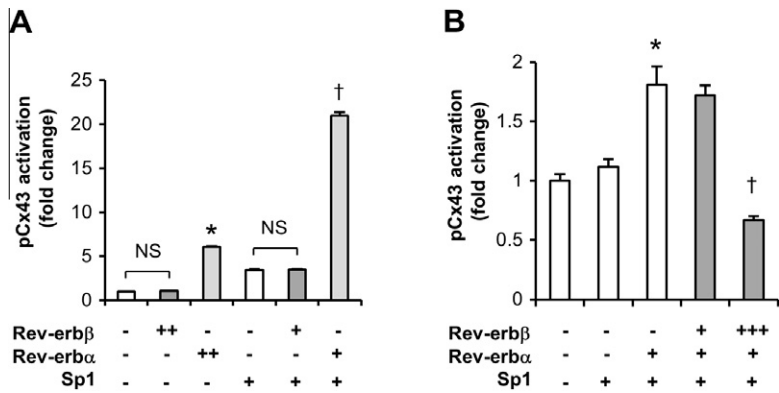 A
pCx43 activation
(fold change)
25
20
15
10
5
0
NS
*
NS
†
Rev-erbβ - ++ - - + -
Rev-erbα - - ++ - - +
Sp1 - - - + + +
B
pCx43 activation
(fold change)
2
1.5
1
0.5
0
*
†
Rev-erbβ - - - + +++
Rev-erbα - - + + +
Sp1 - + + + +